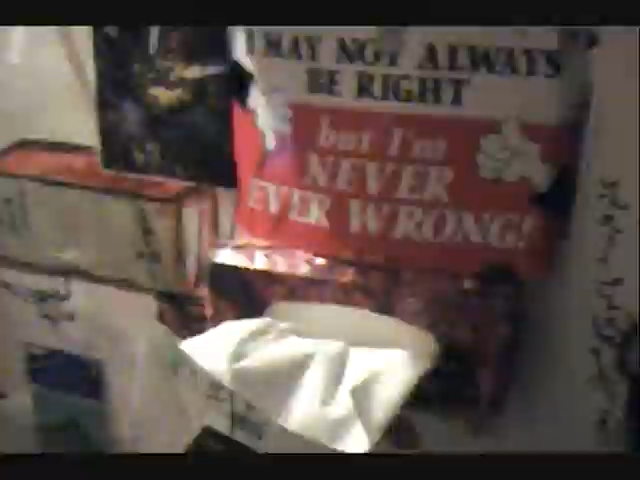 I MAY NOT ALWAYS
BE RIGHT
but I'm
NEVER
EVER WRONG!